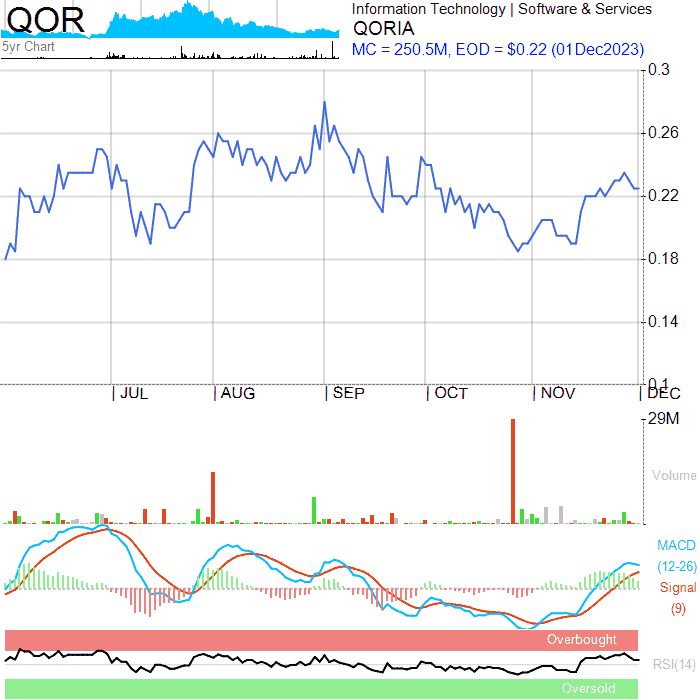 QOR
5yr Chart
Information Technology | Software & Services
QORIA
MC = 250.5M, EOD = $0.22 (01Dec2023)
0.3
0.26
0.22
0.18
0.14
0.1
JUL AUG SEP OCT NOV DEC
29M
Volume
MACD
(12-26)
Signal
(9)
Overbought
RSI(14)
Oversold